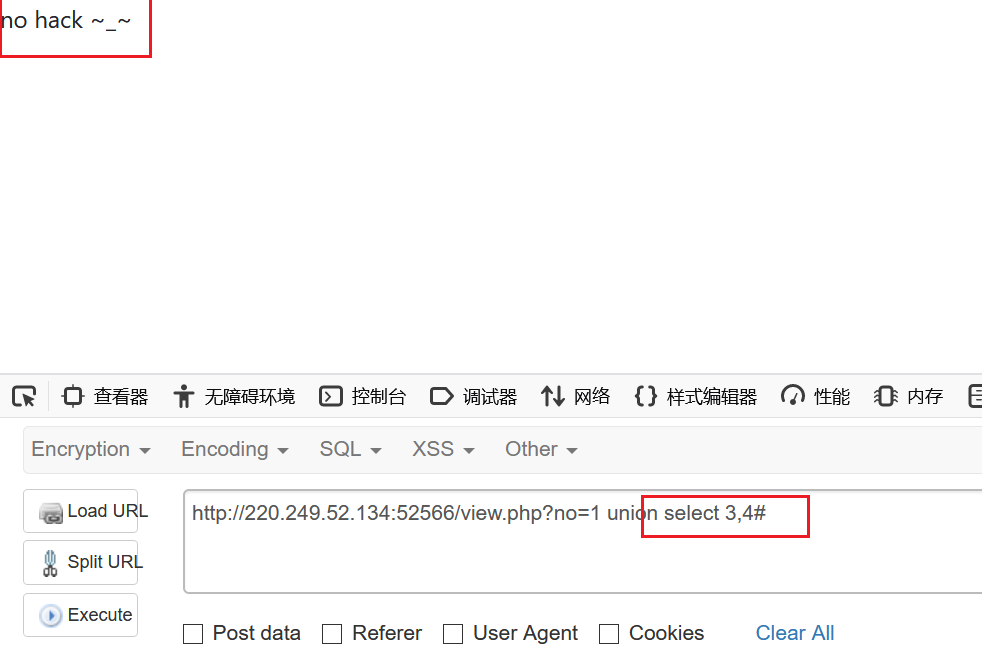 no hack ~_~
查看器 无障碍环境 控制台 调试器 网络 样式编辑器 性能 内存
Encryption Encoding SQL XSS Other
Load URL http://220.249.52.134:52566/view.php?no=1 union select 3,4#
Split URL
Execute
Post data Referrer User Agent Cookies Clear All